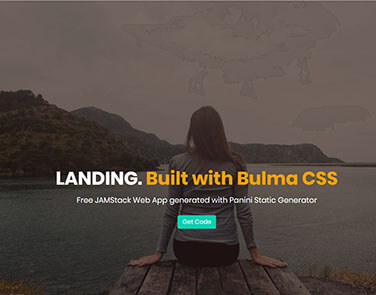 LANDING. Built with Bulma CSS
Free JAMStack Web App generated with Panini Static Generator
Get Code